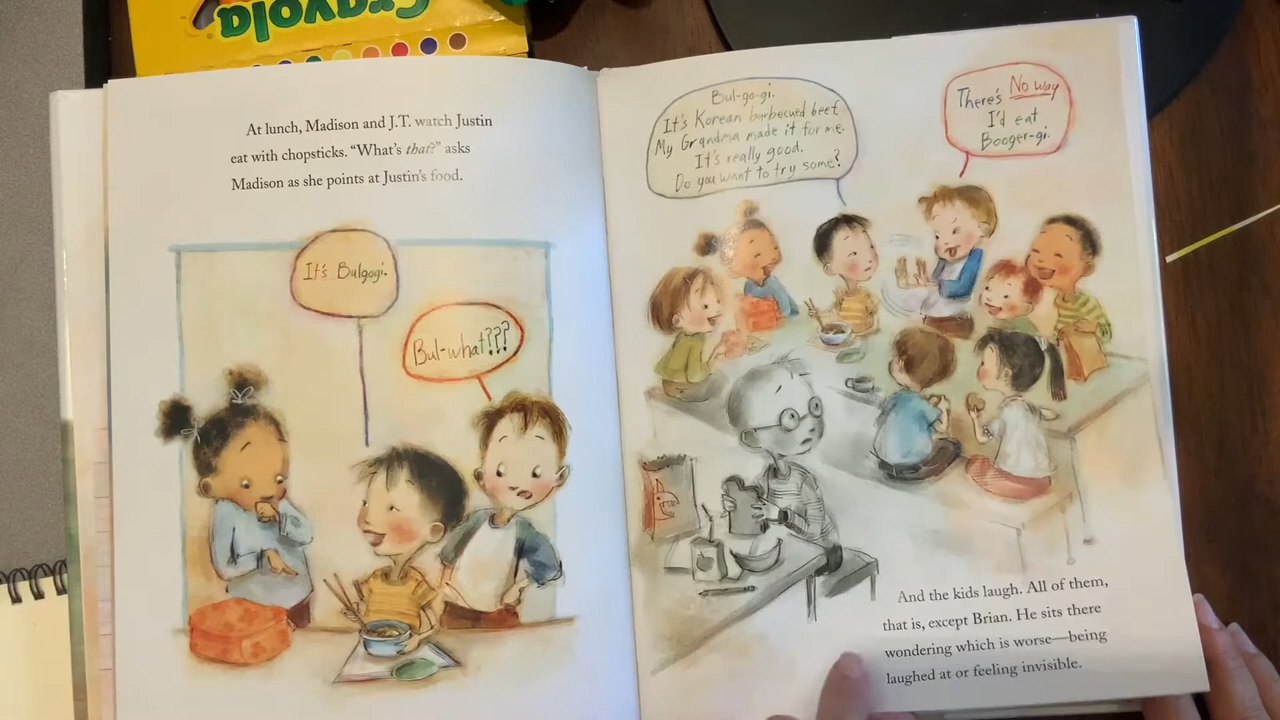 Crayola
At lunch, Madison and J.T. watch Justin
eat with chopsticks. “What’s that?” asks
Madison as she points at Justin’s food.
It's Bulgogi.
Bul-what???
Bul-go-gi.
It's Korean barbecued beef.
My Grandma made it for me.
It's really good.
Do you want to try some?
There's No way
I'd eat
Booger-gi.
And the kids laugh. All of them,
that is, except Brian. He sits there
wondering which is worse—being
laughed at or feeling invisible.